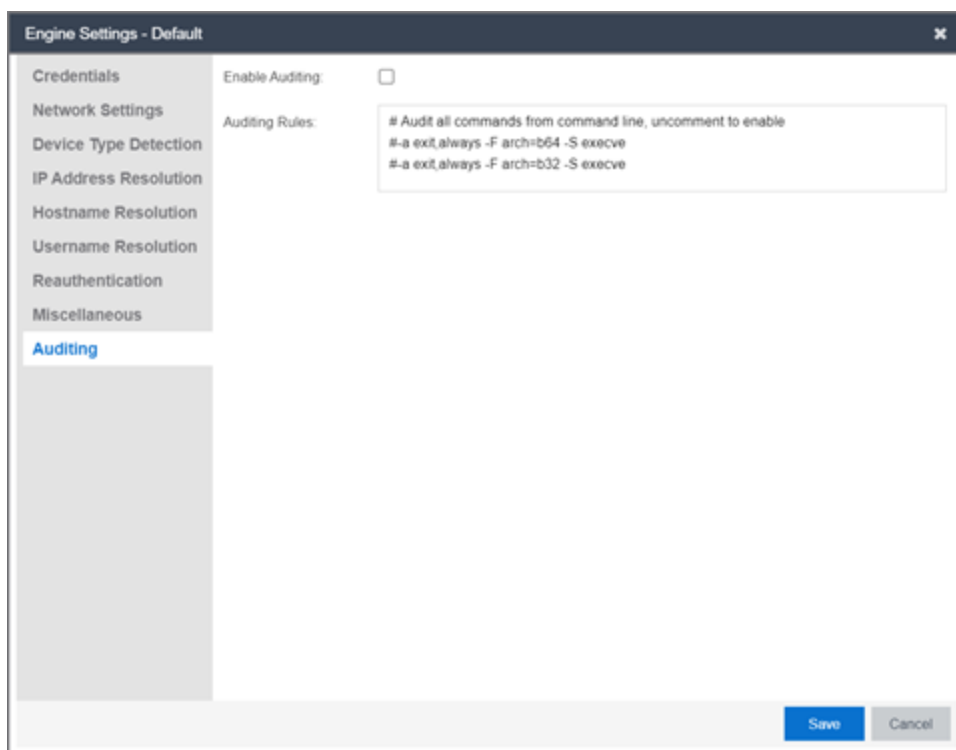 Engine Settings - Default
Credentials
Network Settings
Device Type Detection
IP Address Resolution
Hostname Resolution
Username Resolution
Reauthentication
Miscellaneous
Auditing
Enable Auditing:
Auditing Rules:
# Audit all commands from command line, uncomment to enable
#-a exit,always -F arch=b64 -S execve
#-a exit,always -F arch=b32 -S execve
Save Cancel